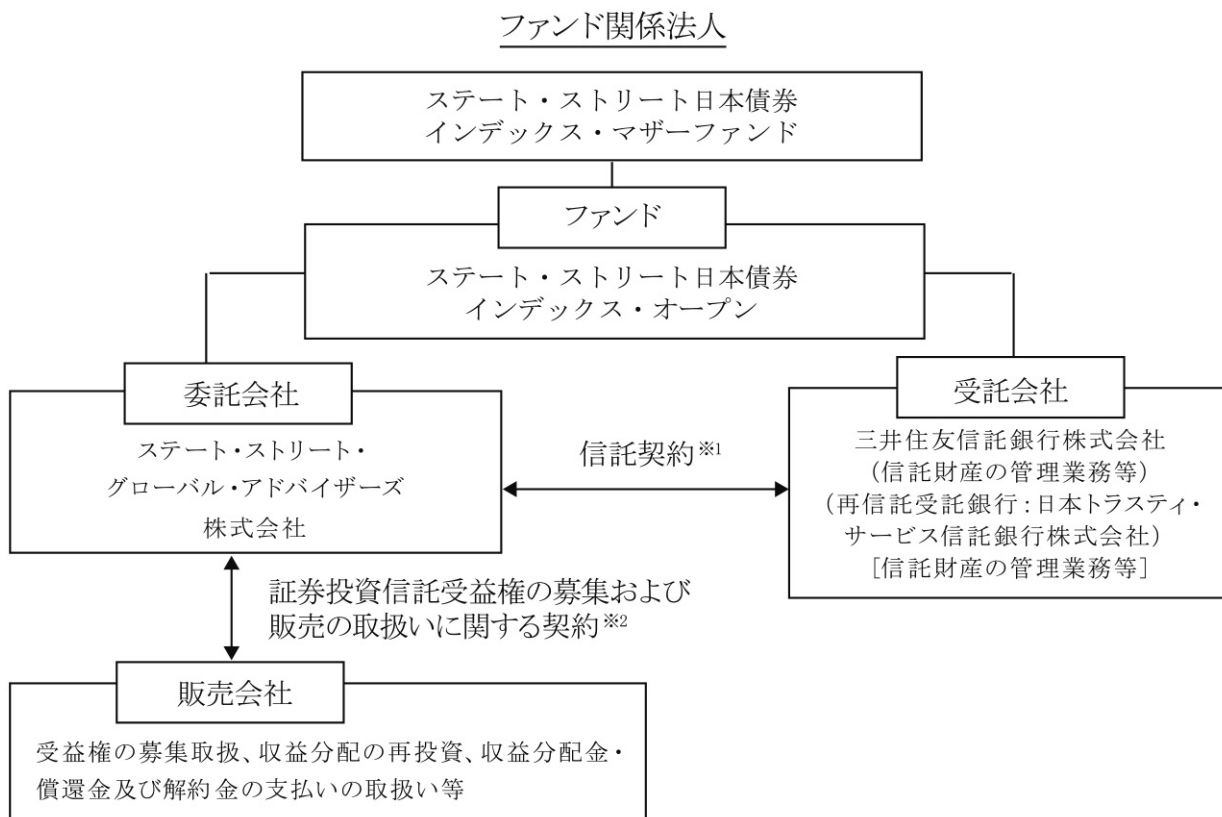 ファンド関係法人
ステート・ストリート日本債券
インデックス・マザーファンド
ファンド
ステート・ストリート日本債券
インデックス・オープン
委託会社
ステート・ストリート・
グローバル・アドバイザーズ
株式会社
信託契約※1
受託会社
三井住友信託銀行株式会社
(信託財産の管理業務等)
(再信託受託銀行:日本トラスティ・
サービス信託銀行株式会社)
[信託財産の管理業務等]
証券投資信託受益権の募集および
販売の取扱いに関する契約※2
販売会社
受益権の募集取扱、収益分配の再投資、収益分配金・
償還金及び解約金の支払いの取扱い等